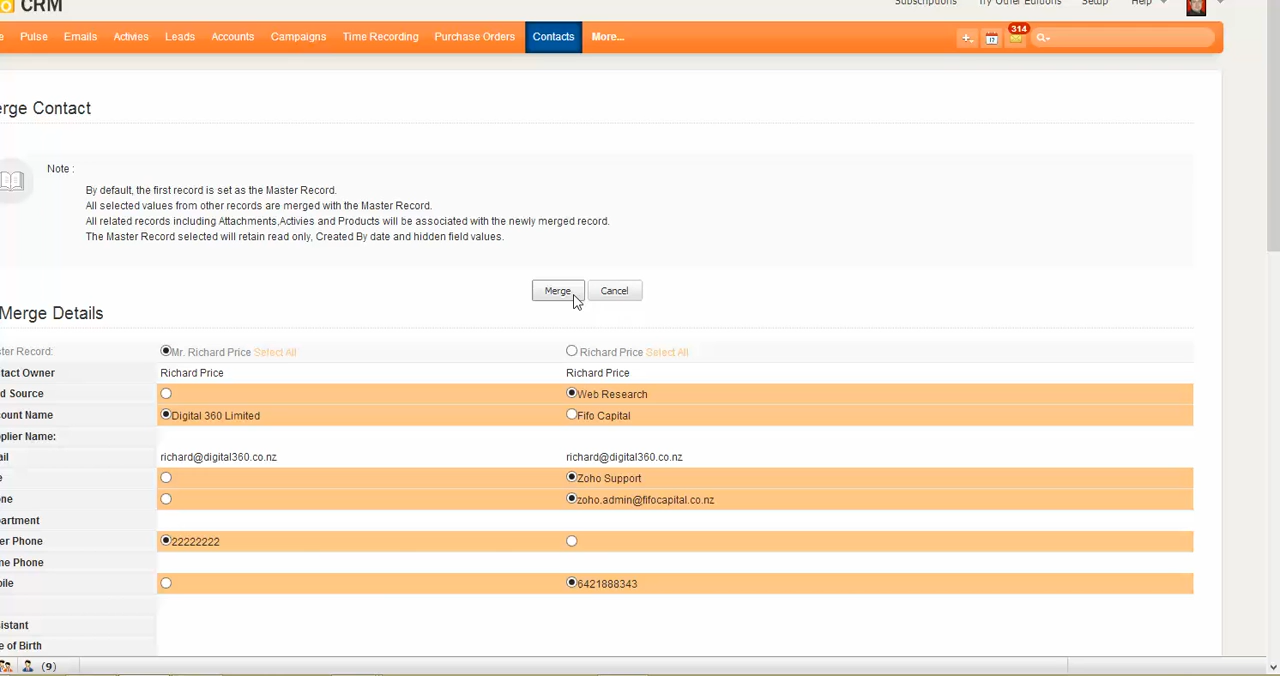 o CRM
Subscriptions Try Other Editions Setup Help
e Pulse Emails Activies Leads Accounts Campaigns Time Recording Purchase Orders Contacts More... 17 314
erge Contact
Note :
By default, the first record is set as the Master Record.
All selected values from other records are merged with the Master Record.
All related records including Attachments,Activies and Products will be associated with the newly merged record.
The Master Record selected will retain read only, Created By date and hidden field values.
Merge Cancel
Merge Details
ster Record: Mr. Richard Price Select All Richard Price Select All
ntact Owner Richard Price Richard Price
d Source Web Research
count Name Digital 360 Limited Fifo Capital
pplier Name:
ail richard@digital360.co.nz richard@digital360.co.nz
e Zoho Support
one zoho.admin@fifocapital.co.nz
partment
er Phone 22222222
me Phone
bile 6421888343
istant
e of Birth
(9)